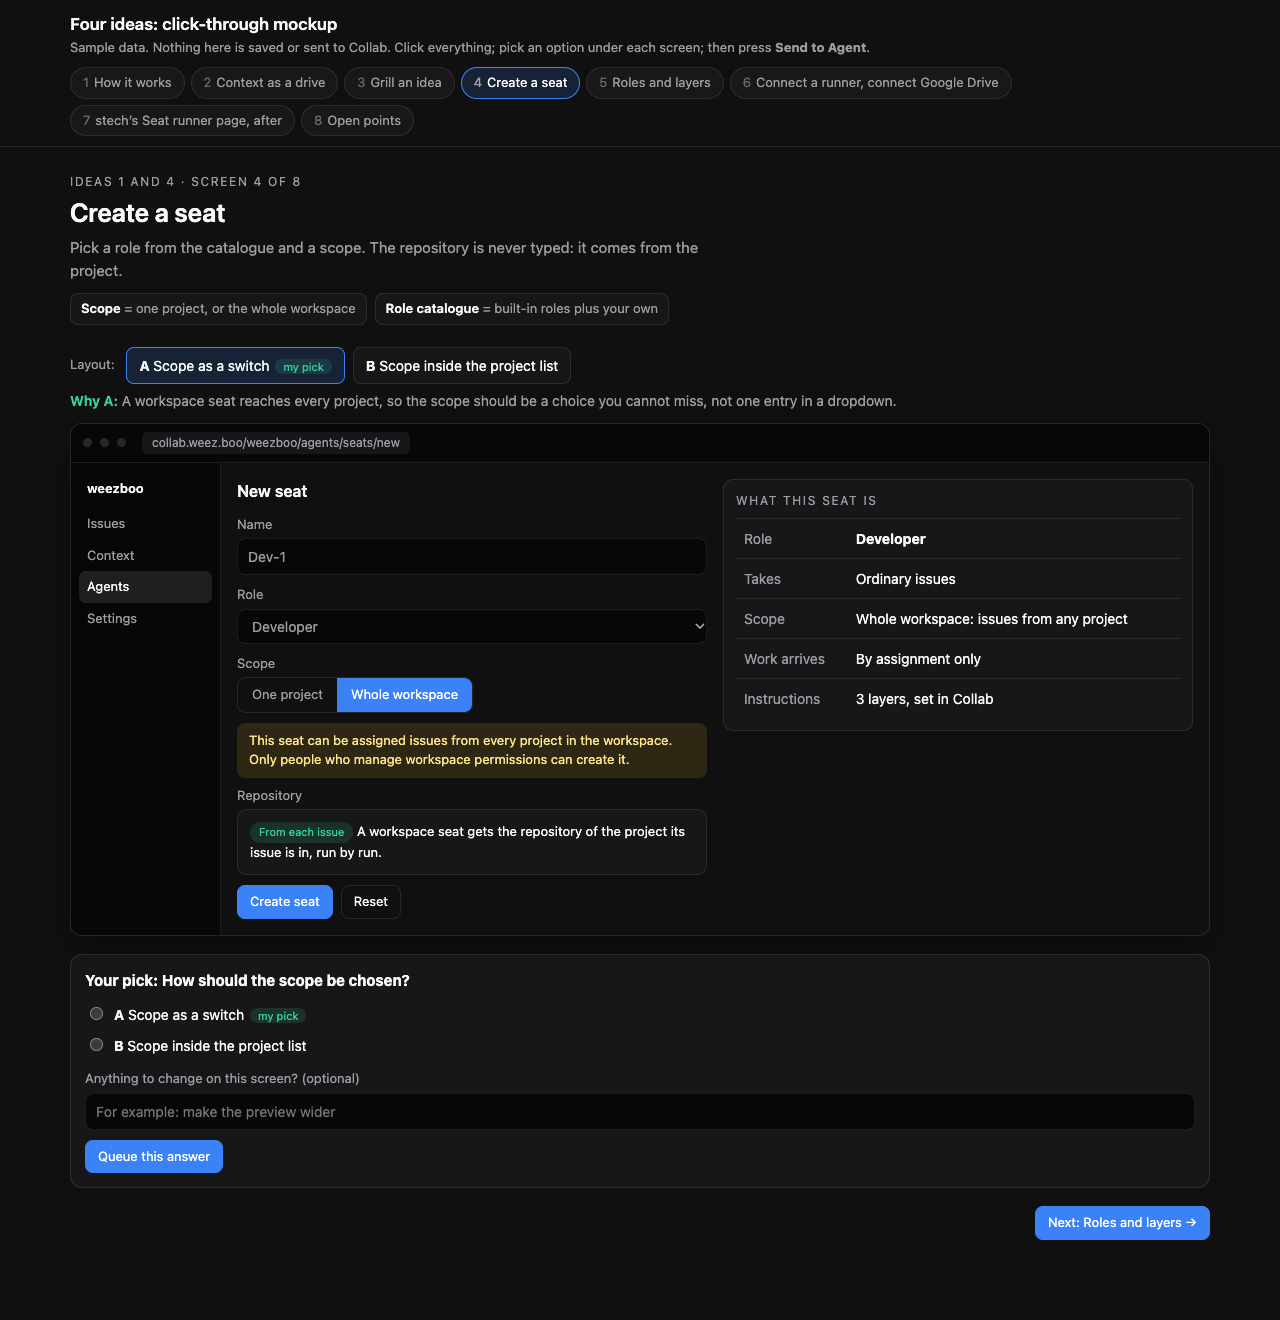 Four ideas: click-through mockup
Sample data. Nothing here is saved or sent to Collab. Click everything; pick an option under each screen; then press Send to Agent.
1 How it works
2 Context as a drive
3 Grill an idea
4 Create a seat
5 Roles and layers
6 Connect a runner, connect Google Drive
7 stech’s Seat runner page, after
8 Open points
IDEAS 1 AND 4 · SCREEN 4 OF 8
Create a seat
Pick a role from the catalogue and a scope. The repository is never typed: it comes from the
project.
Scope = one project, or the whole workspace
Role catalogue = built-in roles plus your own
Layout:
A Scope as a switch my pick
B Scope inside the project list
Why A: A workspace seat reaches every project, so the scope should be a choice you cannot miss, not one entry in a dropdown.
collab.weez.boo/weezboo/agents/seats/new
weezboo
Issues
Context
Agents
Settings
New seat
Name
Dev-1
Role
Developer
Scope
One project
Whole workspace
This seat can be assigned issues from every project in the workspace.
Only people who manage workspace permissions can create it.
Repository
From each issue A workspace seat gets the repository of the project its
issue is in, run by run.
Create seat
Reset
WHAT THIS SEAT IS
Role Developer
Takes Ordinary issues
Scope Whole workspace: issues from any project
Work arrives By assignment only
Instructions 3 layers, set in Collab
Your pick: How should the scope be chosen?
A Scope as a switch my pick
B Scope inside the project list
Anything to change on this screen? (optional)
For example: make the preview wider
Queue this answer
Next: Roles and layers →